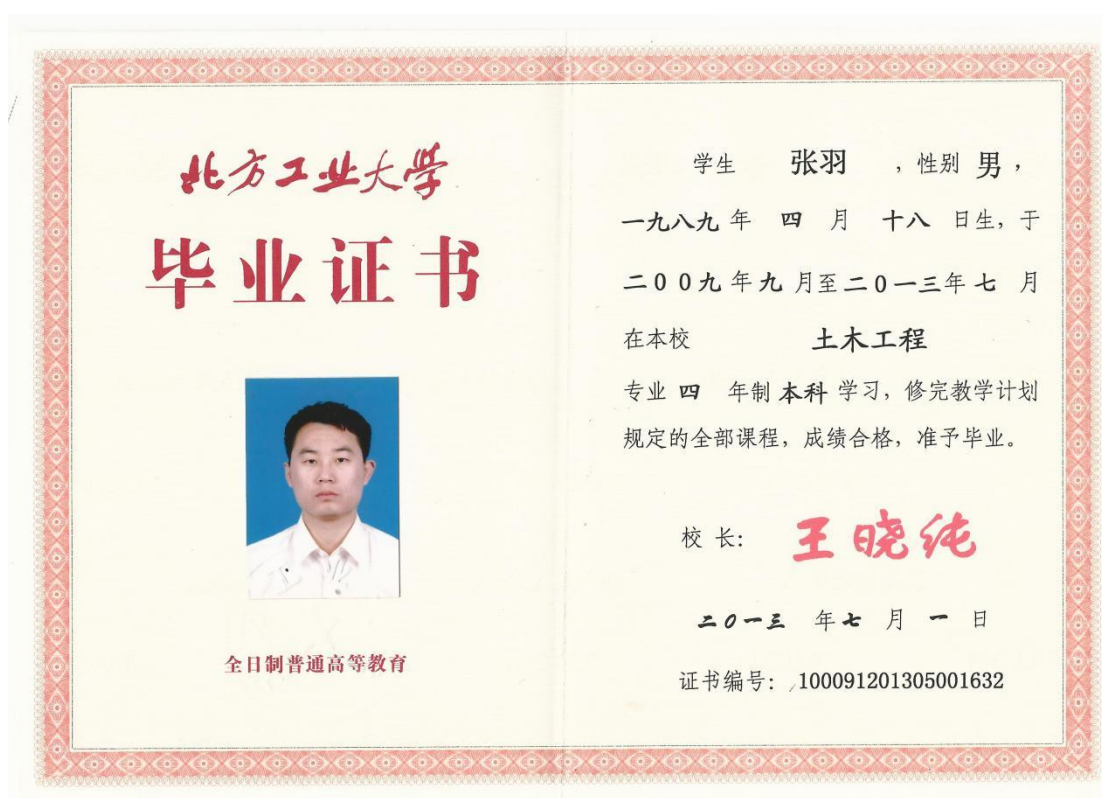 北方工业大学
毕业证书
全日制普通高等教育
学生 张羽 ,性别 男,
一九八九 年 四 月 十八 日生,于
二00九 年 九 月至 二0一三 年 七 月
在本校 土木工程
专业 四 年制 本科 学习,修完教学计划
规定的全部课程,成绩合格,准予毕业。
校 长: 王晓纯
二0一三 年 七 月 一 日
证书编号: 100091201305001632